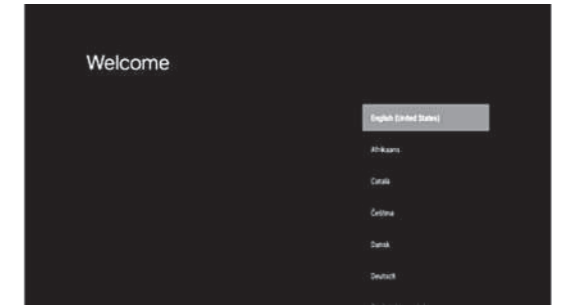 Welcome
English (United States)
Afrikaans
Català
Čeština
Dansk
Deutsch